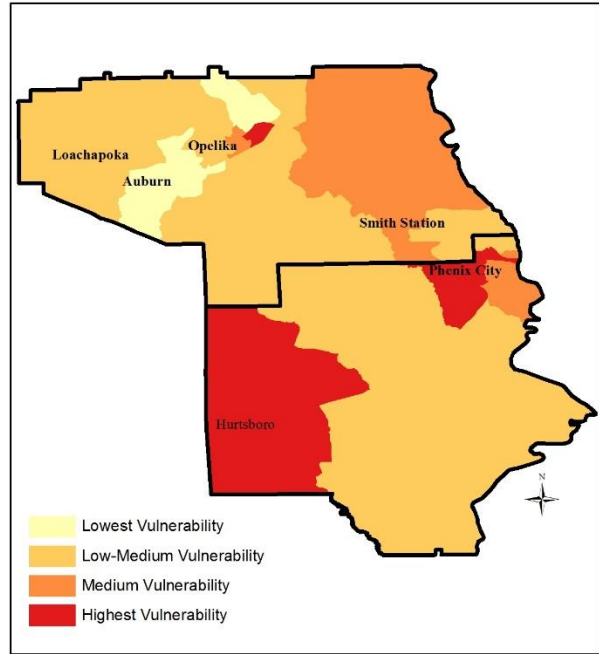 Loachapoka
Opelika
Auburn
Smith Station
Phenix City
Hurtsboro
N
Lowest Vulnerability
Low-Medium Vulnerability
Medium Vulnerability
Highest Vulnerability